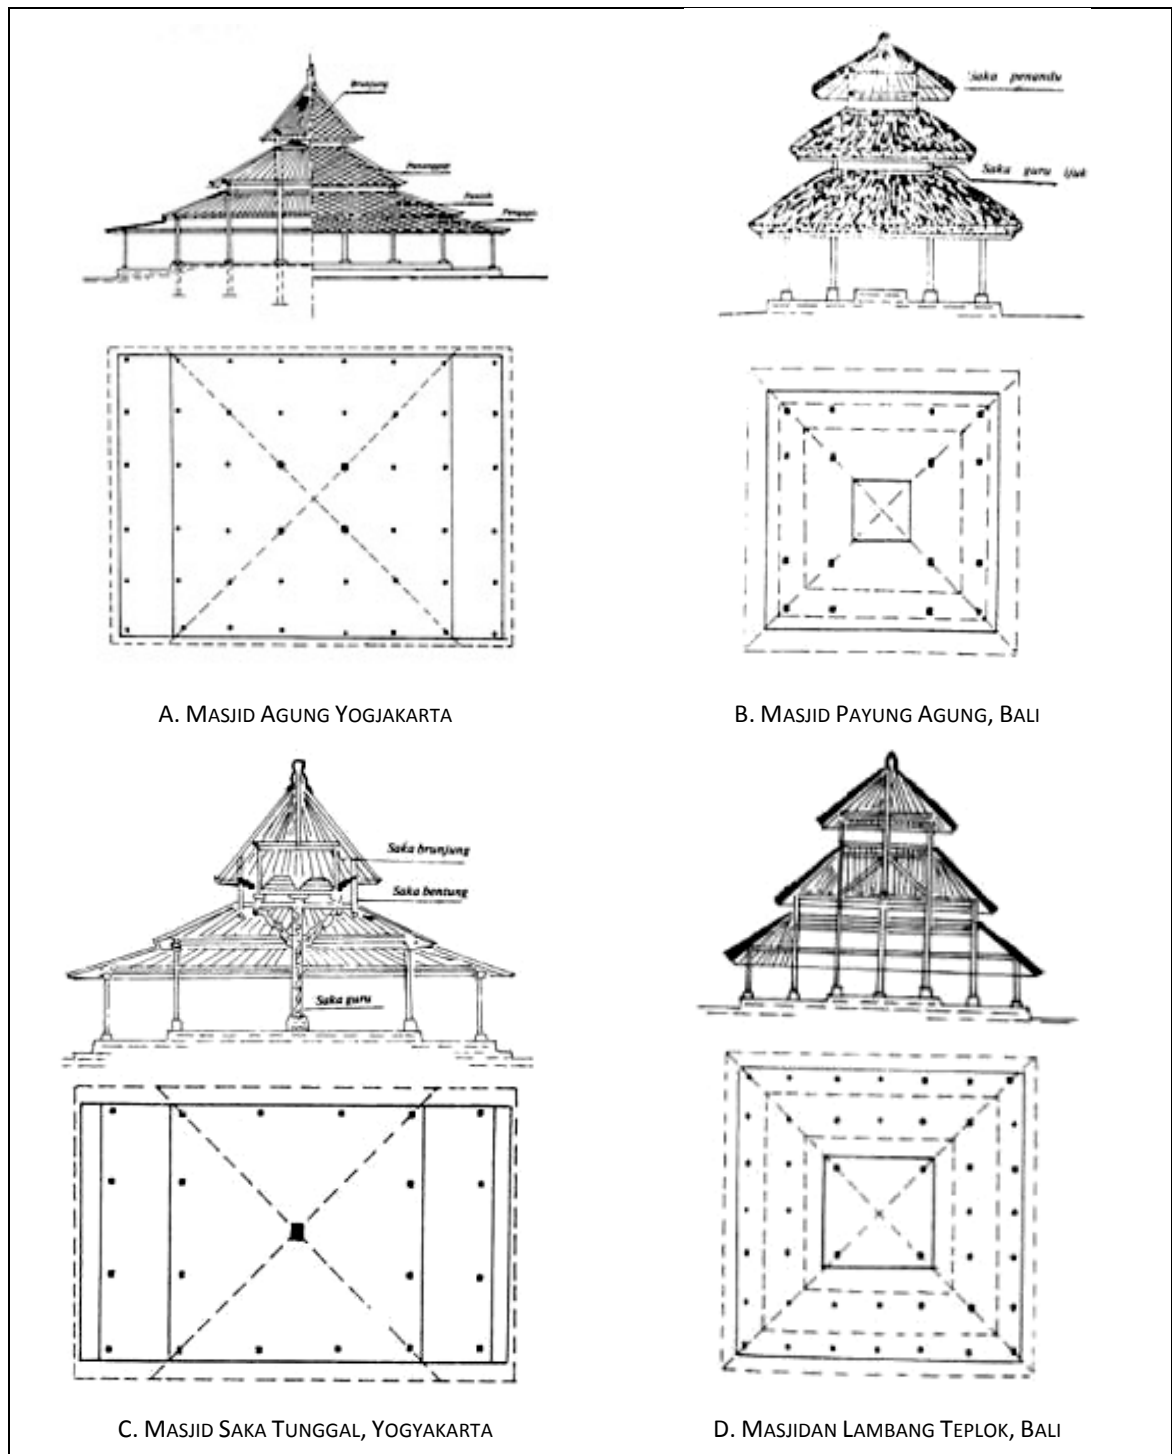 Brunjung
Penanggap
Penitih
Pengapit
Saka penandu
Saka guru ijuk
A. MASJID AGUNG YOGJAKARTA
B. MASJID PAYUNG AGUNG, BALI
Saka brunjung
Saka bentung
Saka guru
C. MASJID SAKA TUNGGAL, YOGYAKARTA
D. MASJIDAN LAMBANG TEPLOK, BALI